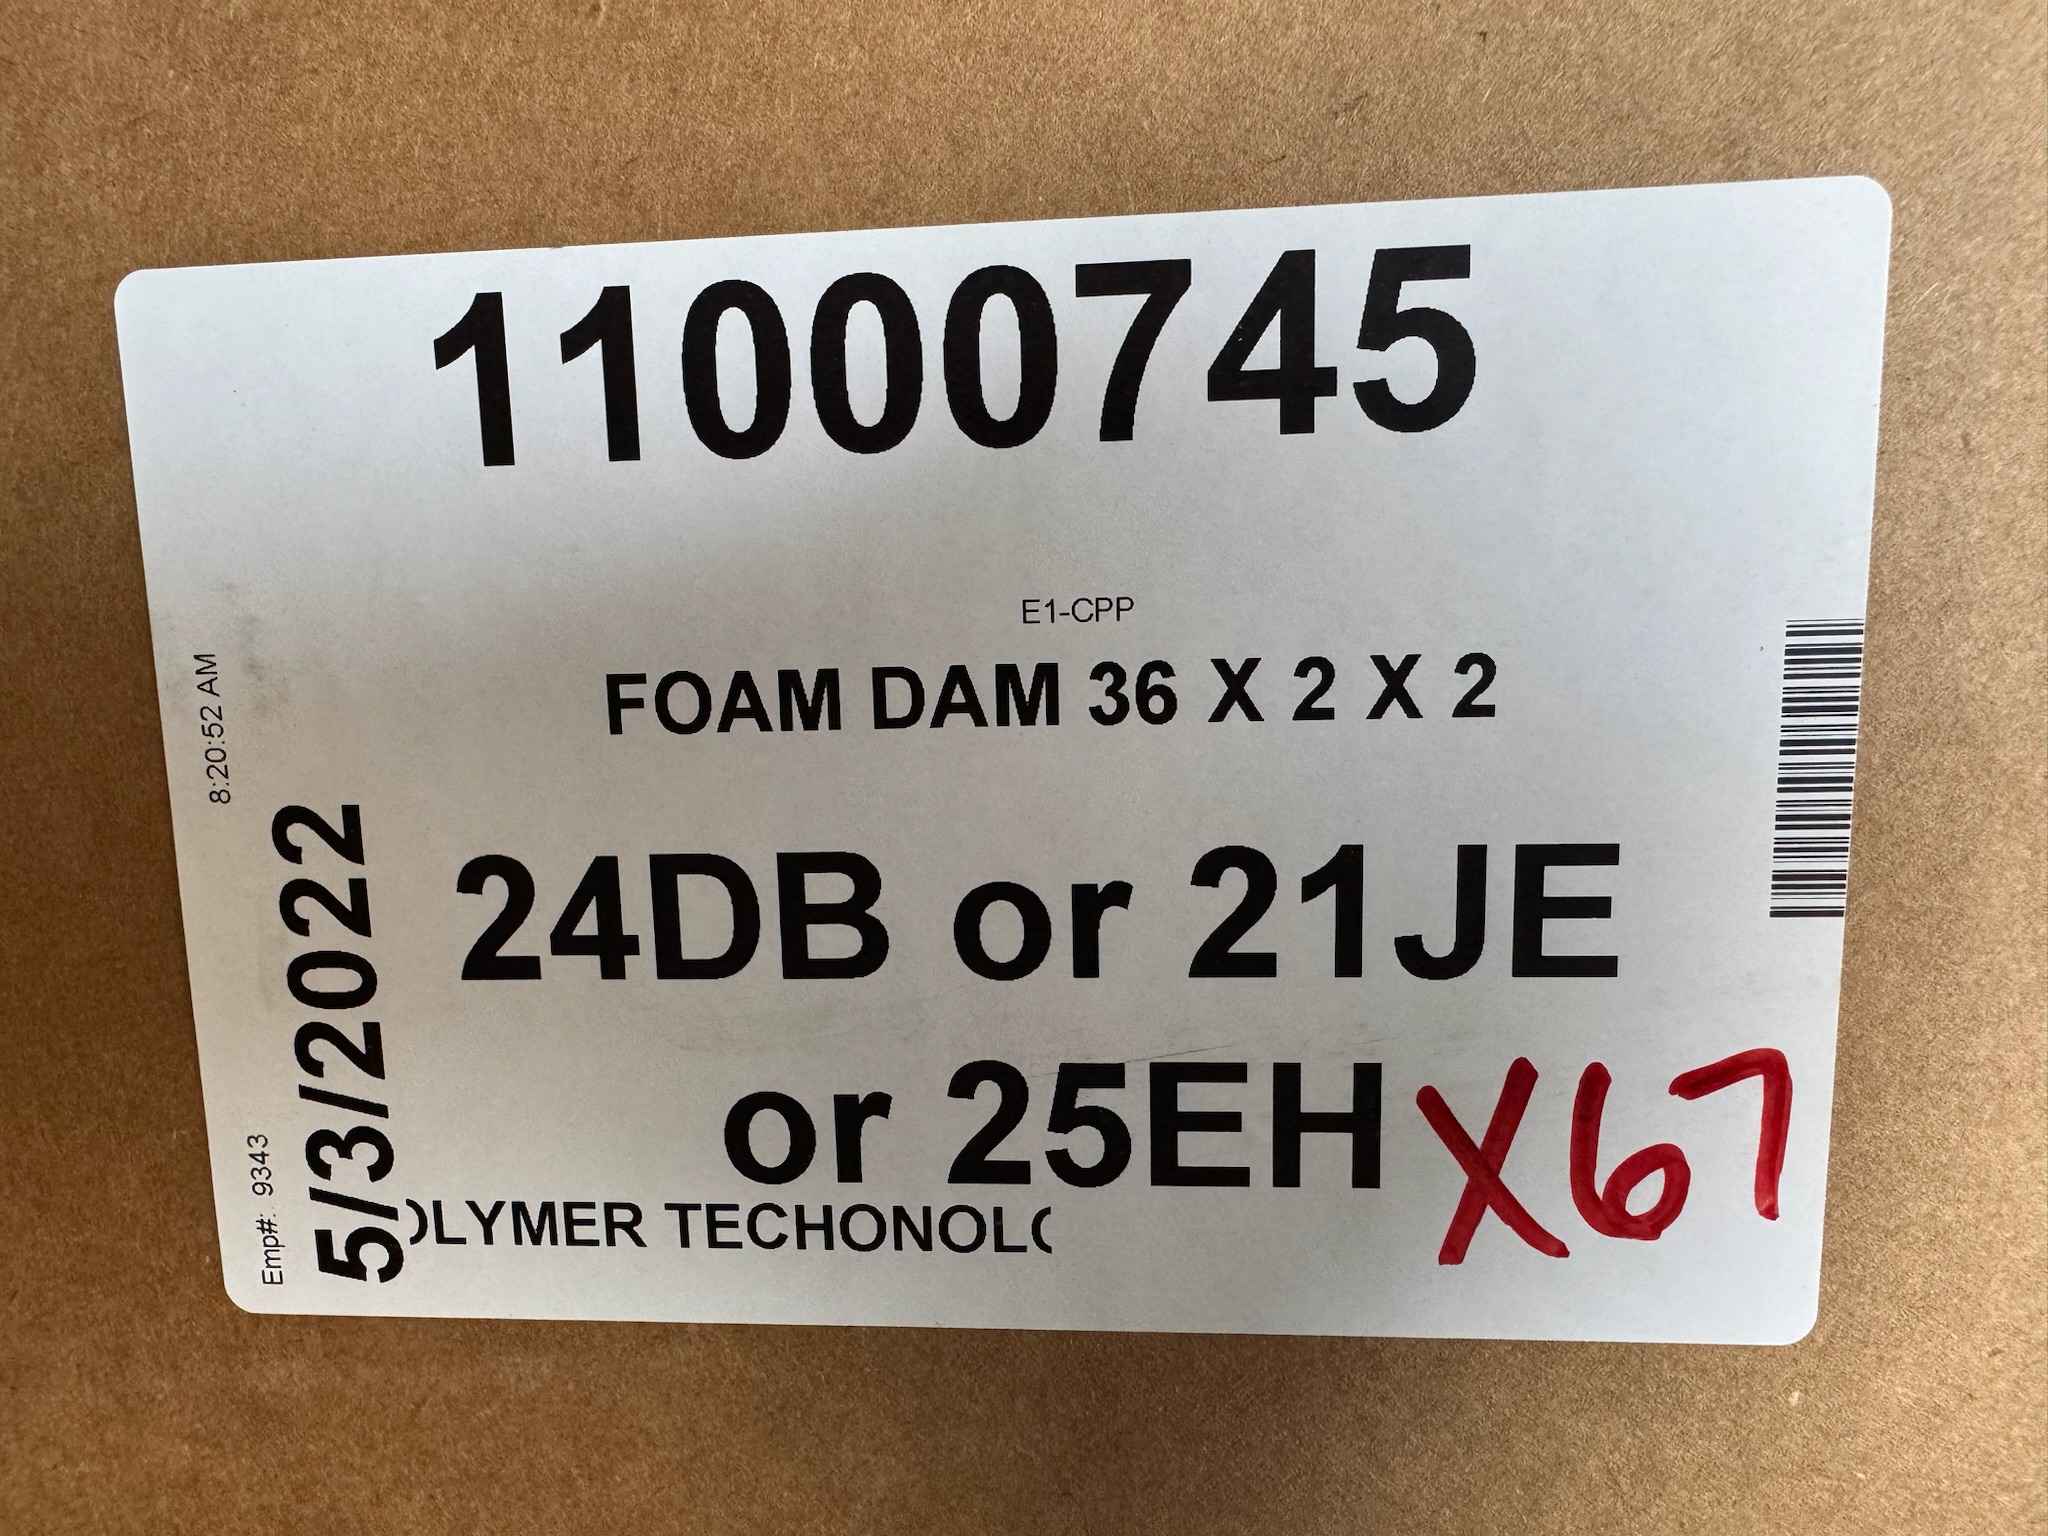 11000745
E1-CPP
FOAM DAM 36 X 2 X 2
24DB or 21JE
or 25EH
X67
OLYMER TECHONOLO
8:20:52 AM
Emp#: 9343
5/3/2022